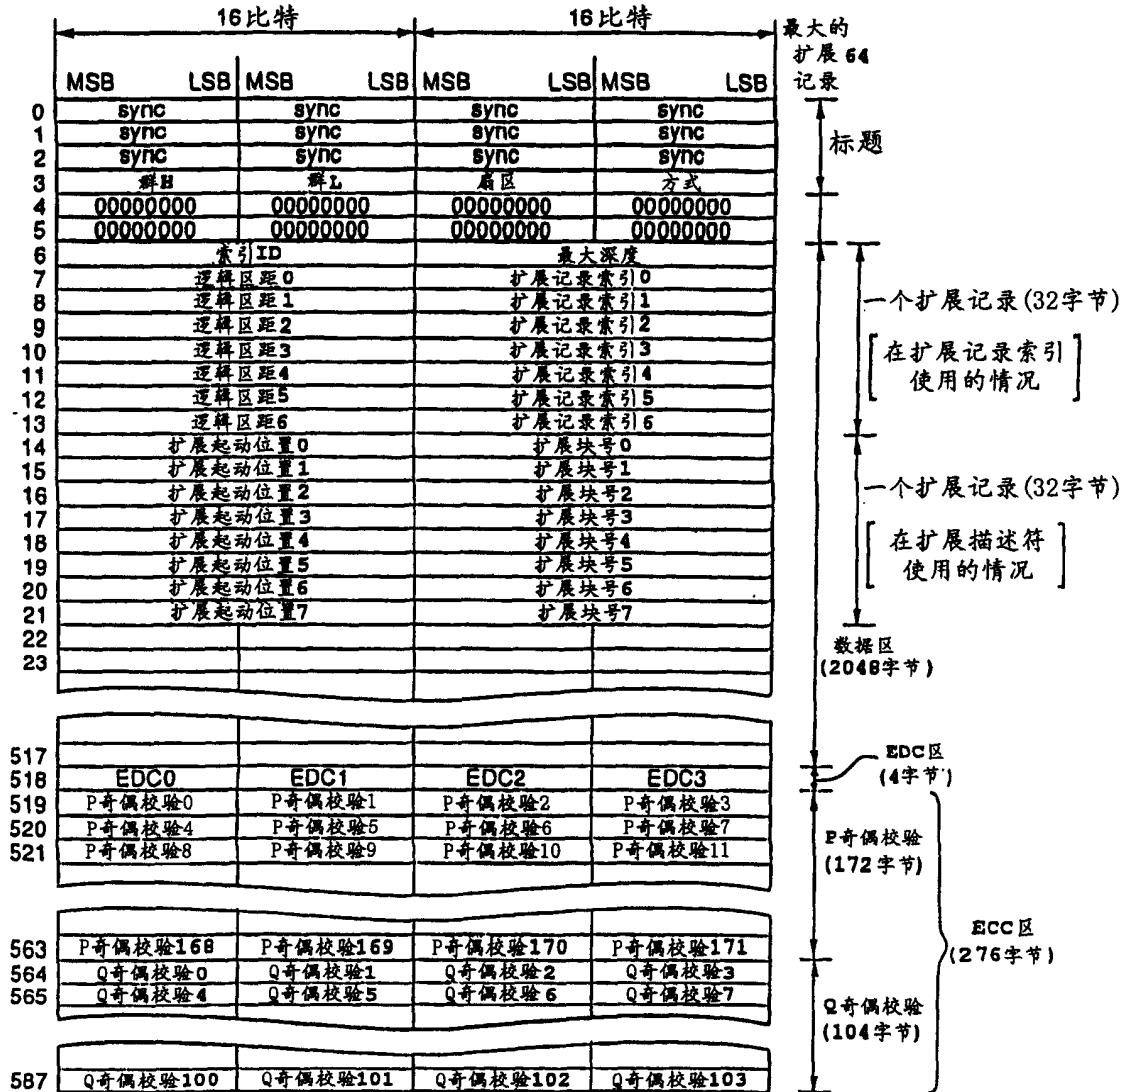 16比特 16比特
最大的
扩展64
记录
MSB LSB MSB LSB MSB LSB MSB LSB
0 sync sync sync sync
1 sync sync sync sync
标题
2 sync sync sync sync
3 群H 群L 扇区 方式
4 00000000 00000000 00000000 00000000
5 00000000 00000000 00000000 00000000
6 索引ID 最大深度
7 逻辑区距0 扩展记录索引0
8 逻辑区距1 扩展记录索引1
一个扩展记录(32字节)
9 逻辑区距2 扩展记录索引2
10 逻辑区距3 扩展记录索引3
[在扩展记录索引
11 逻辑区距4 扩展记录索引4
使用的情况]
12 逻辑区距5 扩展记录索引5
13 逻辑区距6 扩展记录索引6
14 扩展起动位置0 扩展块号0
15 扩展起动位置1 扩展块号1
16 扩展起动位置2 扩展块号2
一个扩展记录(32字节)
17 扩展起动位置3 扩展块号3
18 扩展起动位置4 扩展块号4
[在扩展描述符
19 扩展起动位置5 扩展块号5
使用的情况]
20 扩展起动位置6 扩展块号6
21 扩展起动位置7 扩展块号7
22
数据区
23
(2048字节)
517
EDC区
518 EDC0 EDC1 EDC2 EDC3
(4字节)
519 P奇偶校验0 P奇偶校验1 P奇偶校验2 P奇偶校验3
520 P奇偶校验4 P奇偶校验5 P奇偶校验6 P奇偶校验7
P奇偶校验
521 P奇偶校验8 P奇偶校验9 P奇偶校验10 P奇偶校验11
(172字节)
ECC区
563 P奇偶校验168 P奇偶校验169 P奇偶校验170 P奇偶校验171
(276字节)
564 Q奇偶校验0 Q奇偶校验1 Q奇偶校验2 Q奇偶校验3
565 Q奇偶校验4 Q奇偶校验5 Q奇偶校验6 Q奇偶校验7
Q奇偶校验
(104字节)
587 Q奇偶校验100 Q奇偶校验101 Q奇偶校验102 Q奇偶校验103